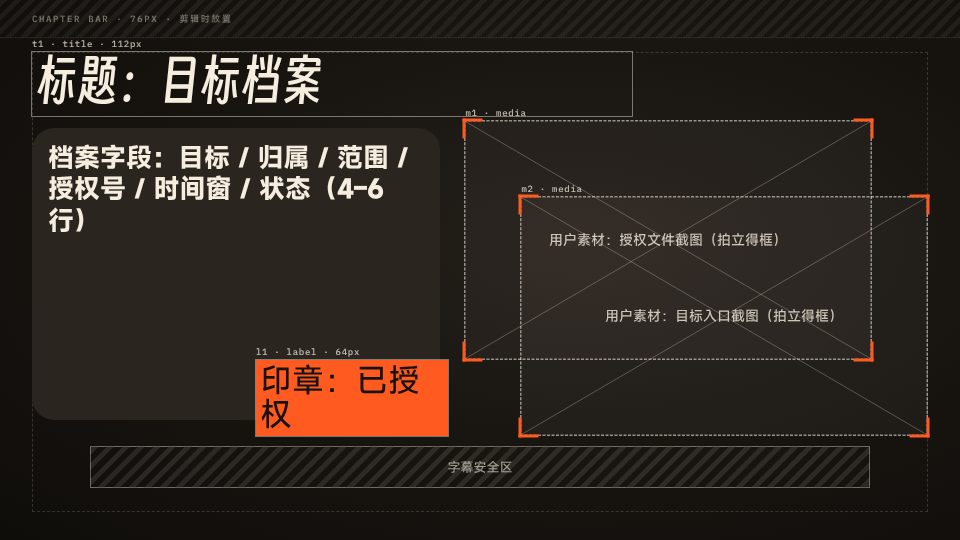 CHAPTER BAR · 76PX · 剪辑时放置
t1 · title · 112px
标题：目标档案
m1 · media
档案字段：目标 / 归属 / 范围 /
授权号 / 时间窗 / 状态（4–6
行）
m2 · media
用户素材：授权文件截图（拍立得框）
用户素材：目标入口截图（拍立得框）
l1 · label · 64px
印章：已授
权
字幕安全区